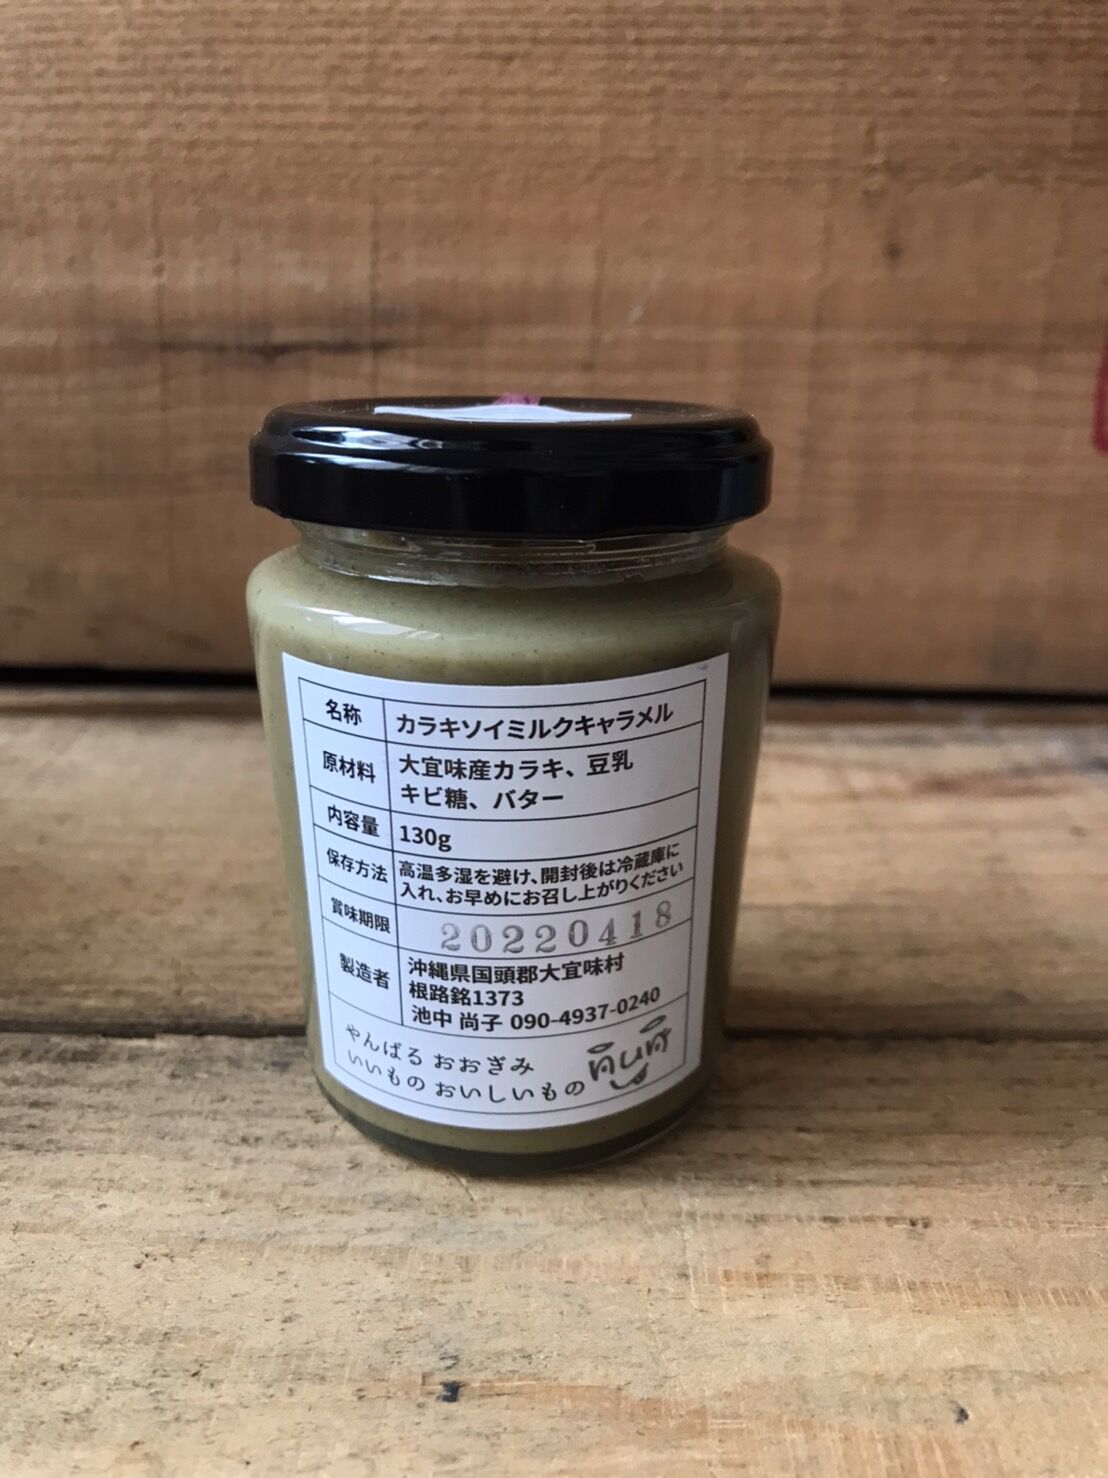 名称 カラキソイミルクキャラメル
原材料 大宜味産カラキ、豆乳
キビ糖、バター
内容量 130g
保存方法 高温多湿を避け、開封後は冷蔵庫に
入れ、お早めにお召し上がりください
賞味期限 20220418
製造者 沖縄県国頭郡大宜味村
根路銘1373
池中 尚子 090-4937-0240
やんばる おおぎみ
いいもの おいしいもの